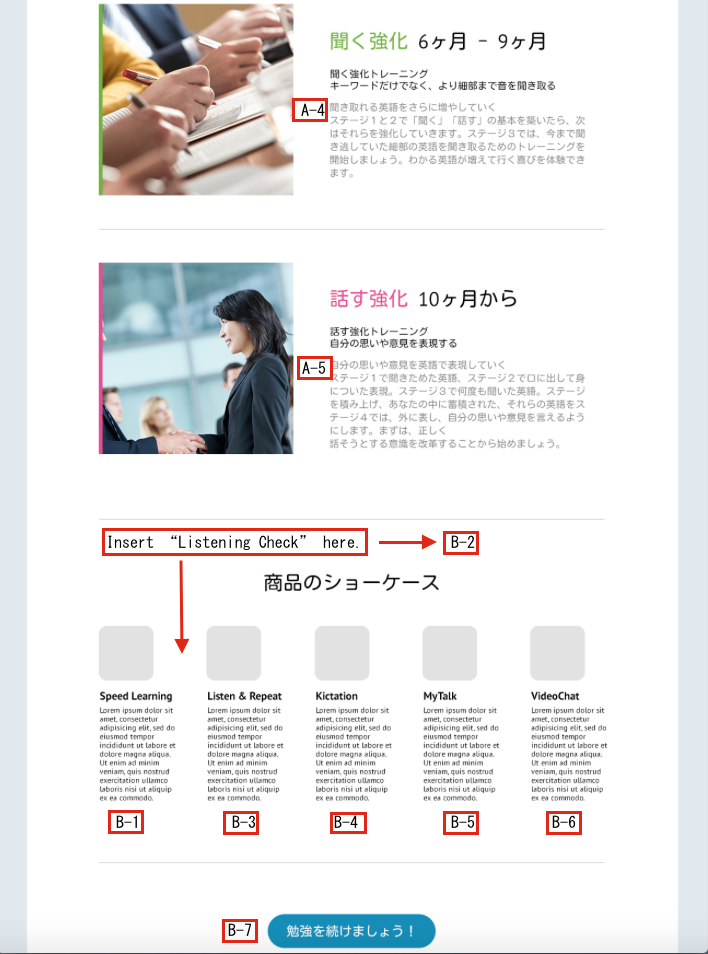 聞く強化 6ヶ月 - 9ヶ月
聞く強化トレーニング
キーワードだけでなく、より細部まで音を聞き取る
A-4
聞き取れる英語をさらに増やしていく
ステージ1と2で「聞く」「話す」の基本を築いたら、次
はそれらを強化していきます。ステージ3では、今まで聞
き逃していた細部の英語を聞き取るためのトレーニングを
開始しましょう。わかる英語が増えて行く喜びを体験でき
ます。
話す強化 10ヶ月から
話す強化トレーニング
自分の思いや意見を表現する
A-5
自分の思いや意見を英語で表現していく
ステージ1で聞きためた英語、ステージ2で口に出して身
についた表現。ステージ3で何度も聞いた英語。ステージ
を積み上げ、あなたの中に蓄積された、それらの英語をス
テージ4では、外に表し、自分の思いや意見を言えるよう
にします。まずは、正しく
話そうとする意識を改革することから始めましょう。
Insert “Listening Check” here.
B-2
商品のショーケース
Speed Learning
Lorem ipsum dolor sit
amet, consectetur
adipisicing elit, sed do
eiusmod tempor
incididunt ut labore et
dolore magna aliqua.
Ut enim ad minim
veniam, quis nostrud
exercitation ullamco
laboris nisi ut aliquip
ex ea commodo.
B-1
Listen & Repeat
Lorem ipsum dolor sit
amet, consectetur
adipisicing elit, sed do
eiusmod tempor
incididunt ut labore et
dolore magna aliqua.
Ut enim ad minim
veniam, quis nostrud
exercitation ullamco
laboris nisi ut aliquip
ex ea commodo.
B-3
Kictation
Lorem ipsum dolor sit
amet, consectetur
adipisicing elit, sed do
eiusmod tempor
incididunt ut labore et
dolore magna aliqua.
Ut enim ad minim
veniam, quis nostrud
exercitation ullamco
laboris nisi ut aliquip
ex ea commodo.
B-4
MyTalk
Lorem ipsum dolor sit
amet, consectetur
adipisicing elit, sed do
eiusmod tempor
incididunt ut labore et
dolore magna aliqua.
Ut enim ad minim
veniam, quis nostrud
exercitation ullamco
laboris nisi ut aliquip
ex ea commodo.
B-5
VideoChat
Lorem ipsum dolor sit
amet, consectetur
adipisicing elit, sed do
eiusmod tempor
incididunt ut labore et
dolore magna aliqua.
Ut enim ad minim
veniam, quis nostrud
exercitation ullamco
laboris nisi ut aliquip
ex ea commodo.
B-6
B-7
勉強を続けましょう！